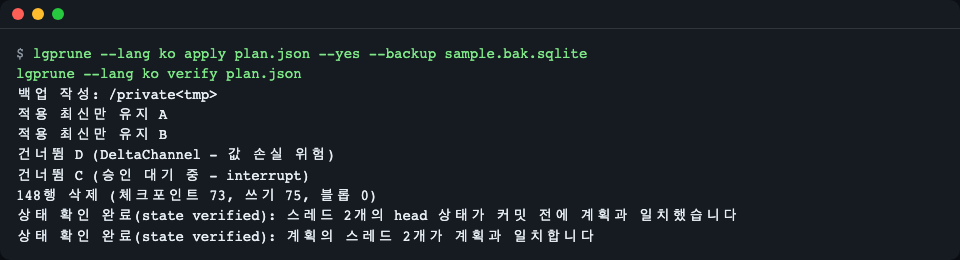 $ lgprune --lang ko apply plan.json --yes --backup sample.bak.sqlite
lgprune --lang ko verify plan.json
백업 작성: /private<tmp>
적용 최신만 유지 A
적용 최신만 유지 B
건너뜀 D (DeltaChannel - 값 손실 위험)
건너뜀 C (승인 대기 중 - interrupt)
148행 삭제 (체크포인트 73, 쓰기 75, 블롭 0)
상태 확인 완료(state verified): 스레드 2개의 head 상태가 커밋 전에 계획과 일치했습니다
상태 확인 완료(state verified): 계획의 스레드 2개가 계획과 일치합니다